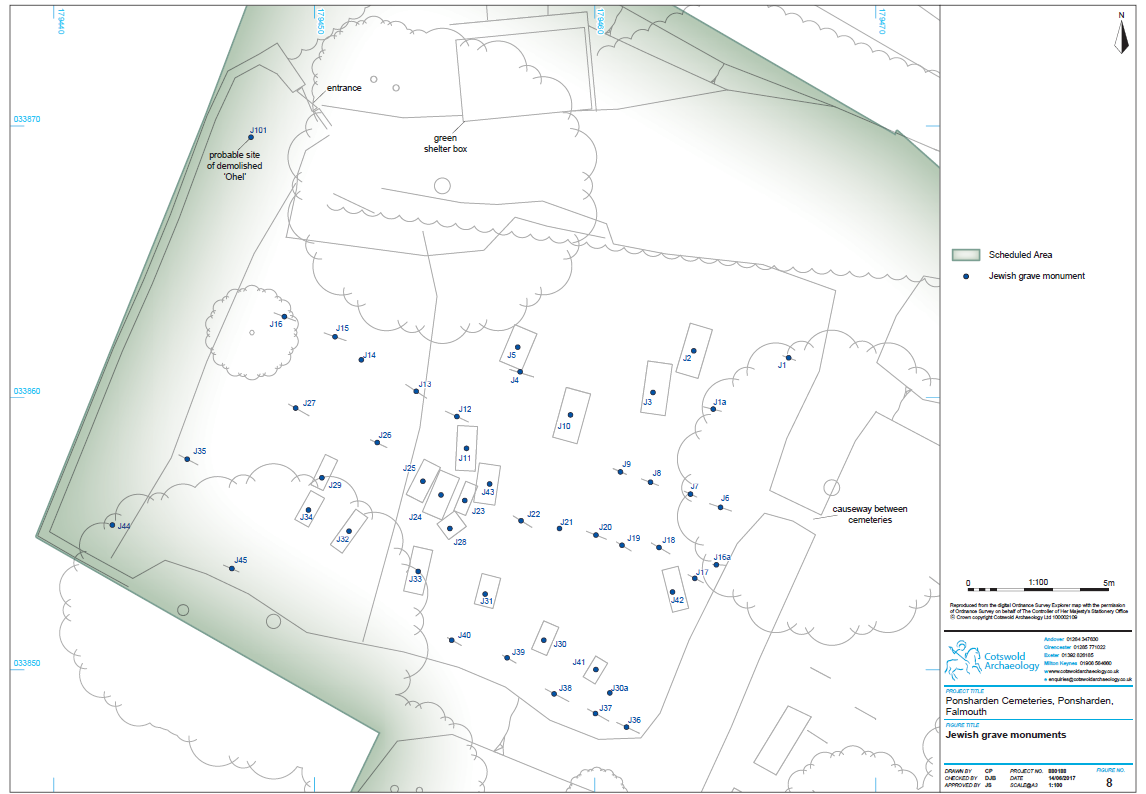 179440
179450
179460
179470
N
033870
033860
033850
entrance
J101
probable site
of demolished
'Ohel'
green
shelter box
J16
J15
J14
J5
J4
J2
J1
J3
J1a
J13
J12
J10
J27
J26
J11
J35
J25
J9
J8
J7
J6
J29
J43
J24
J23
J34
J32
J28
J22
J21
J20
J19
J18
causeway between
cemeteries
J44
J45
J33
J31
J17
J16a
J42
J40
J39
J30
J41
J38
J30a
J37
J36
Scheduled Area
Jewish grave monument
0 1:100 5m
Reproduced from the digital Ordnance Survey Explorer map with the permission
of Ordnance Survey on behalf of The Controller of Her Majesty's Stationery Office
© Crown copyright Cotswold Archaeology Ltd 100002109
Cotswold
Archaeology
Andover 01264 347630
Cirencester 01285 771022
Exeter 01392 826185
Milton Keynes 01908 564660
www.cotswoldarchaeology.co.uk
enquiries@cotswoldarchaeology.co.uk
PROJECT TITLE
Ponsharden Cemeteries, Ponsharden,
Falmouth
FIGURE TITLE
Jewish grave monuments
DRAWN BY CP PROJECT NO. 880188 FIGURE NO.
CHECKED BY DJB DATE 14/06/2017
APPROVED BY JS SCALE@A3 1:100 8